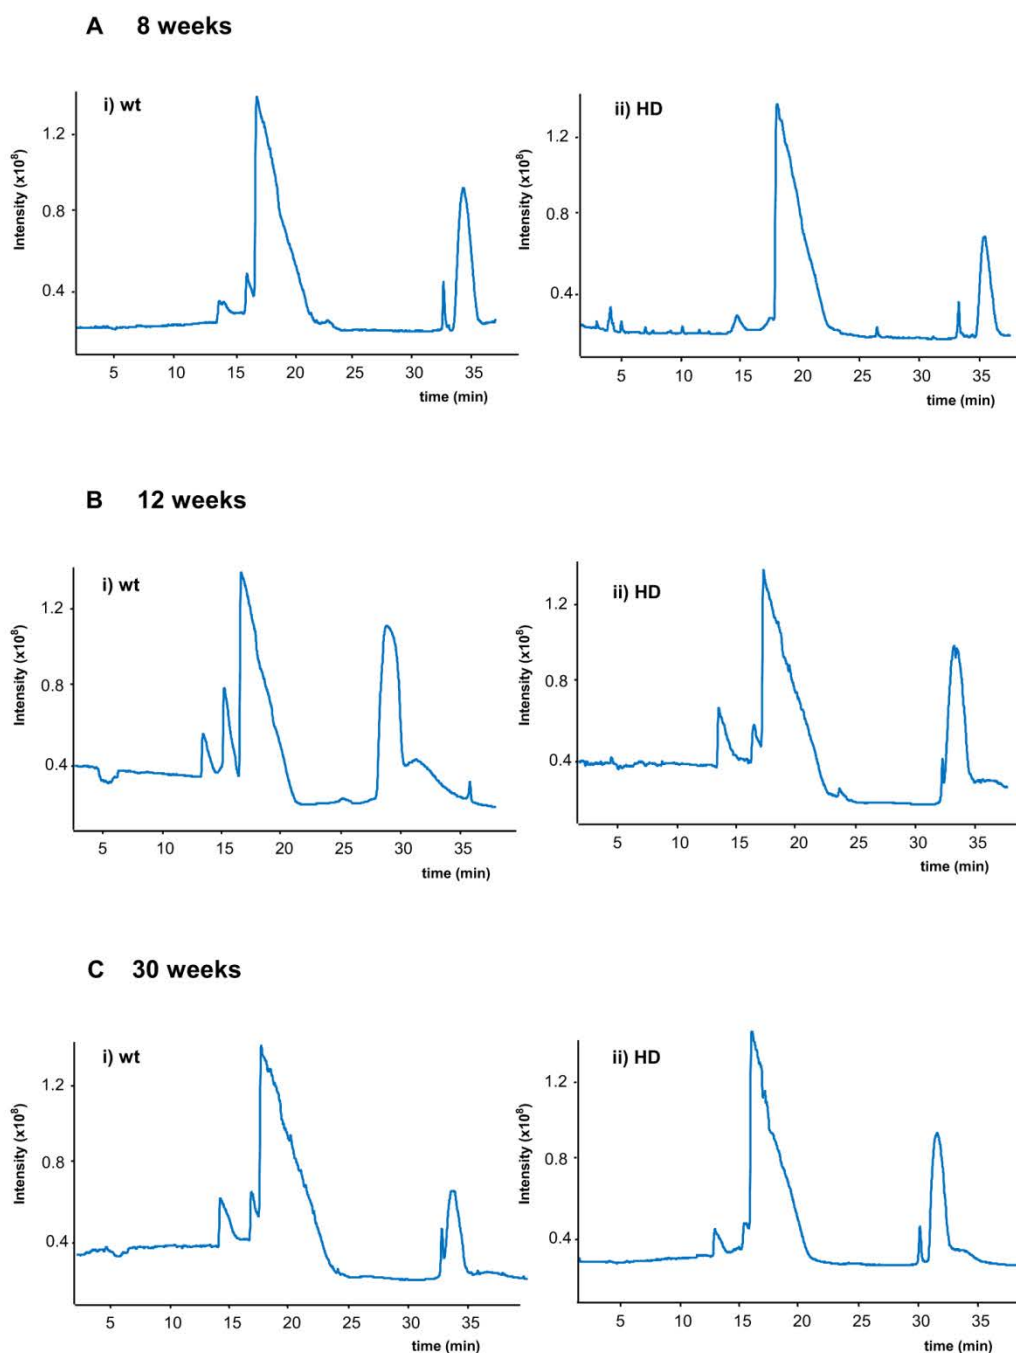 A 8 weeks
i) wt
Intensity (x10⁸)
1.2
0.8
0.4
5 10 15 20 25 30 35
time (min)
ii) HD
Intensity (x10⁸)
1.2
0.8
0.4
5 10 15 20 25 30 35
time (min)
B 12 weeks
i) wt
Intensity (x10⁸)
1.2
0.8
0.4
5 10 15 20 25 30 35
time (min)
ii) HD
Intensity (x10⁸)
1.2
0.8
0.4
5 10 15 20 25 30 35
time (min)
C 30 weeks
i) wt
Intensity (x10⁸)
1.2
0.8
0.4
5 10 15 20 25 30 35
time (min)
ii) HD
Intensity (x10⁸)
1.2
0.8
0.4
5 10 15 20 25 30 35
time (min)